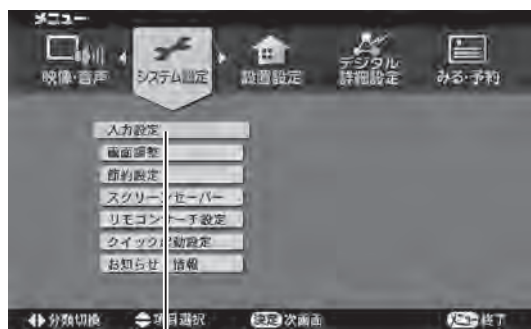 メニュー
映像・音声 システム設定 設置設定 デジタル詳細設定 みる・予約
入力設定
画面調整
節約設定
スクリーンセーバー
リモコンサーチ設定
クイック起動設定
お知らせ・情報
分類切換 項目選択 決定 次画面 メニュー 終了